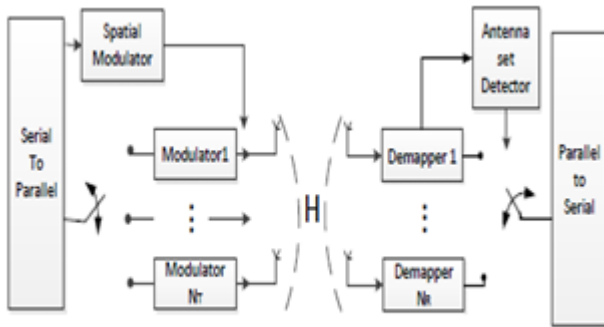 Serial
To
Parallel
Spatial
Modulator
Modulator1
Modulator
NT
H
Demapper 1
Demapper
NR
Antenna
set
Detector
Parallel
to
Serial